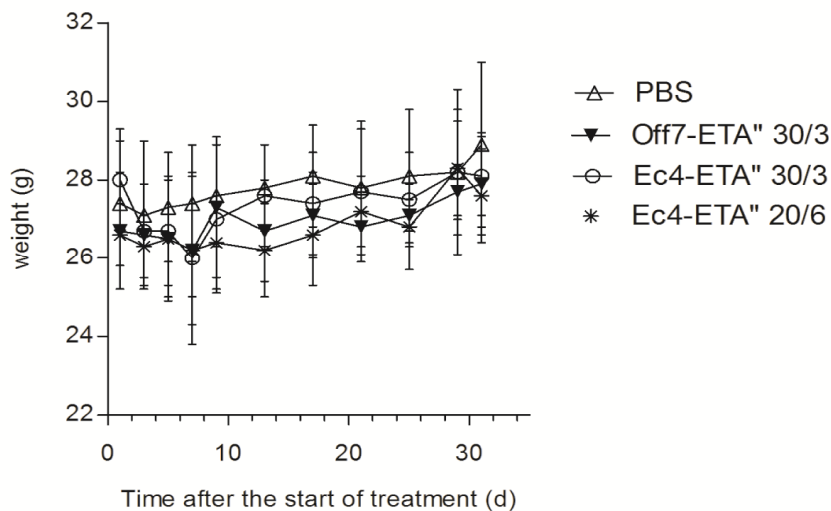 32
30
28
26
24
22
weight (g)
0
10
20
30
Time after the start of treatment (d)
PBS
Off7-ETA" 30/3
Ec4-ETA" 30/3
Ec4-ETA" 20/6